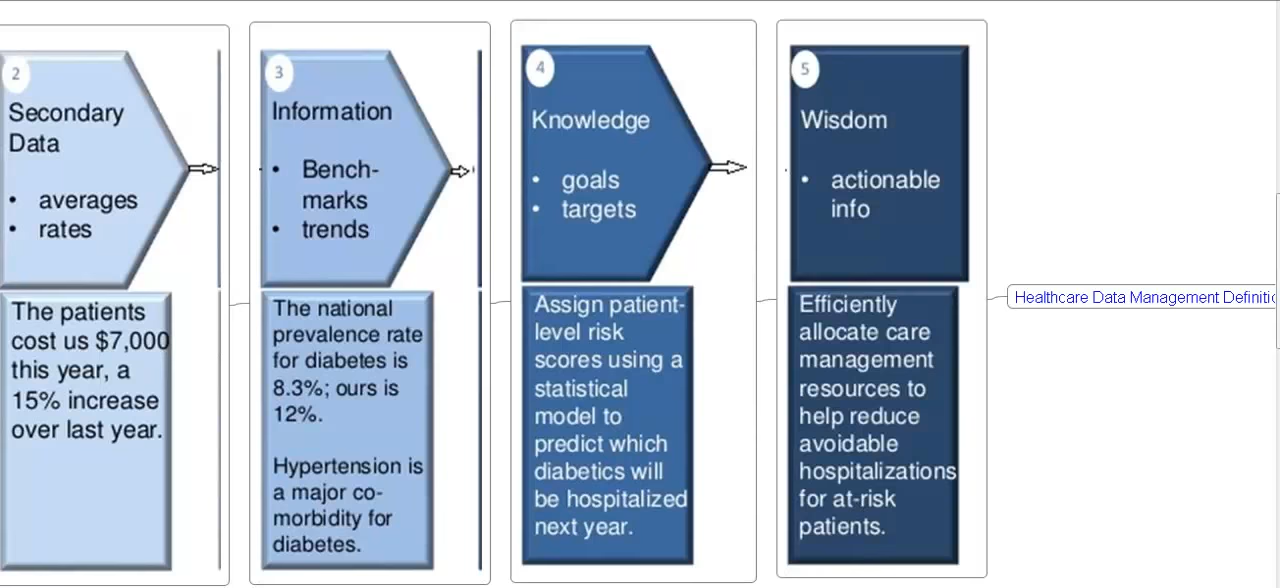 2
Secondary
Data
• averages
• rates
The patients
cost us $7,000
this year, a
15% increase
over last year.
3
Information
• Bench-
marks
• trends
The national
prevalence rate
for diabetes is
8.3%; ours is
12%.
Hypertension is
a major co-
morbidity for
diabetes.
4
Knowledge
• goals
• targets
Assign patient-
level risk
scores using a
statistical
model to
predict which
diabetics will
be hospitalized
next year.
5
Wisdom
• actionable
info
Efficiently
allocate care
management
resources to
help reduce
avoidable
hospitalizations
for at-risk
patients.
Healthcare Data Management Definitio